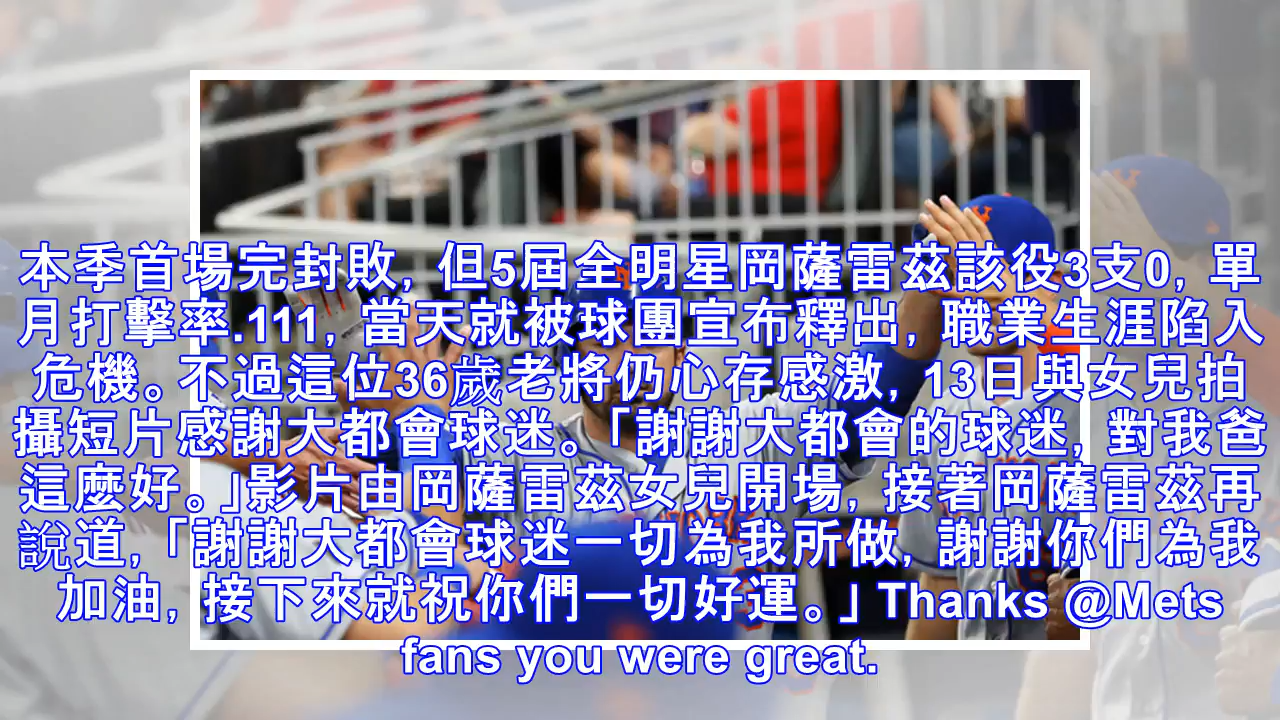 本季首場完封敗, 但5屆全明星岡薩雷茲該役3支0, 單
月打擊率.111, 當天就被球團宣布釋出, 職業生涯陷入
危機。不過這位36歲老將仍心存感激, 13日與女兒拍
攝短片感謝大都會球迷。「謝謝大都會的球迷, 對我爸
這麼好。」影片由岡薩雷茲女兒開場, 接著岡薩雷茲再
說道,「謝謝大都會球迷一切為我所做, 謝謝你們為我
加油, 接下來就祝你們一切好運。」Thanks @Mets
fans you were great.